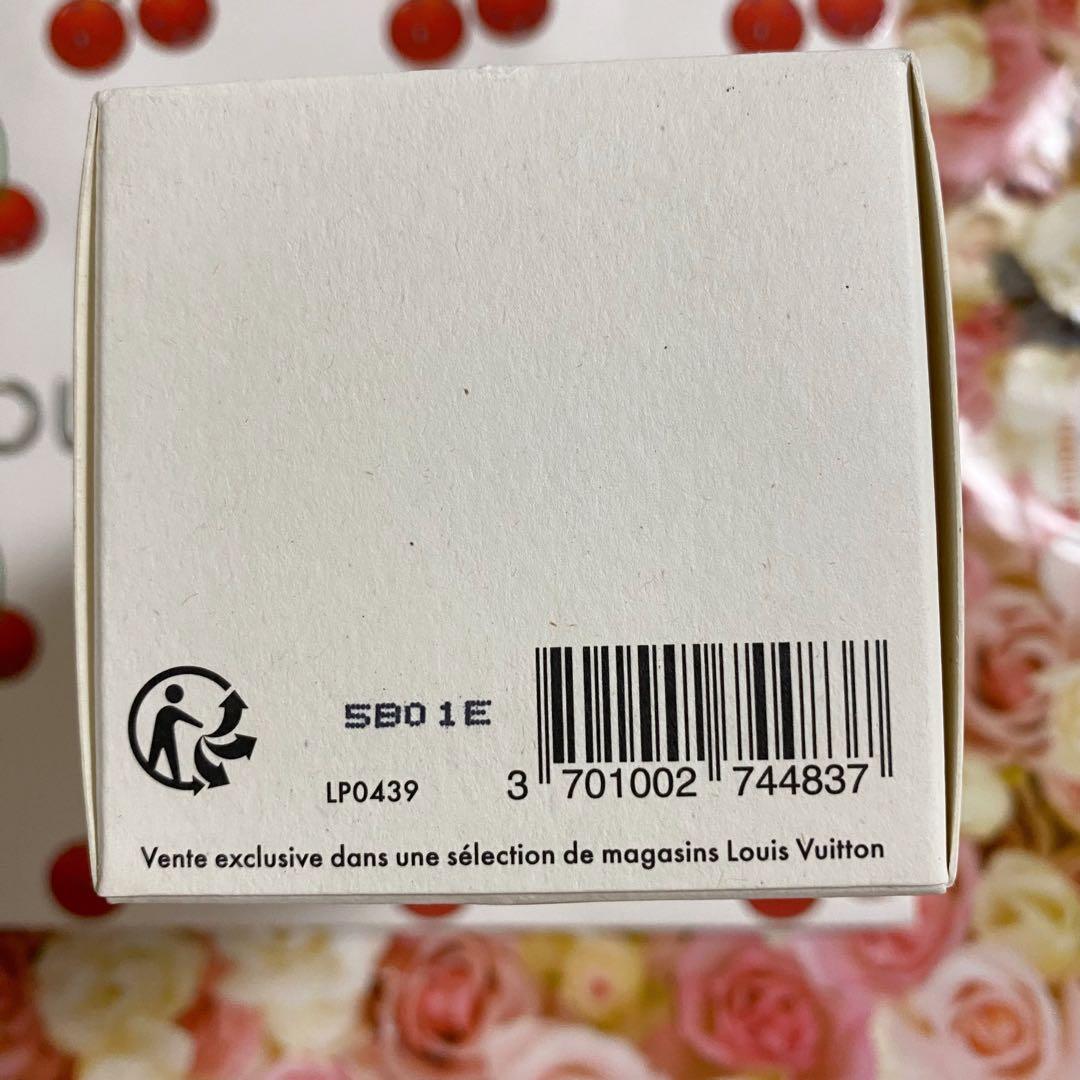 5B01E
LP0439
3 701002 744837
Vente exclusive dans une sélection de magasins Louis Vuitton